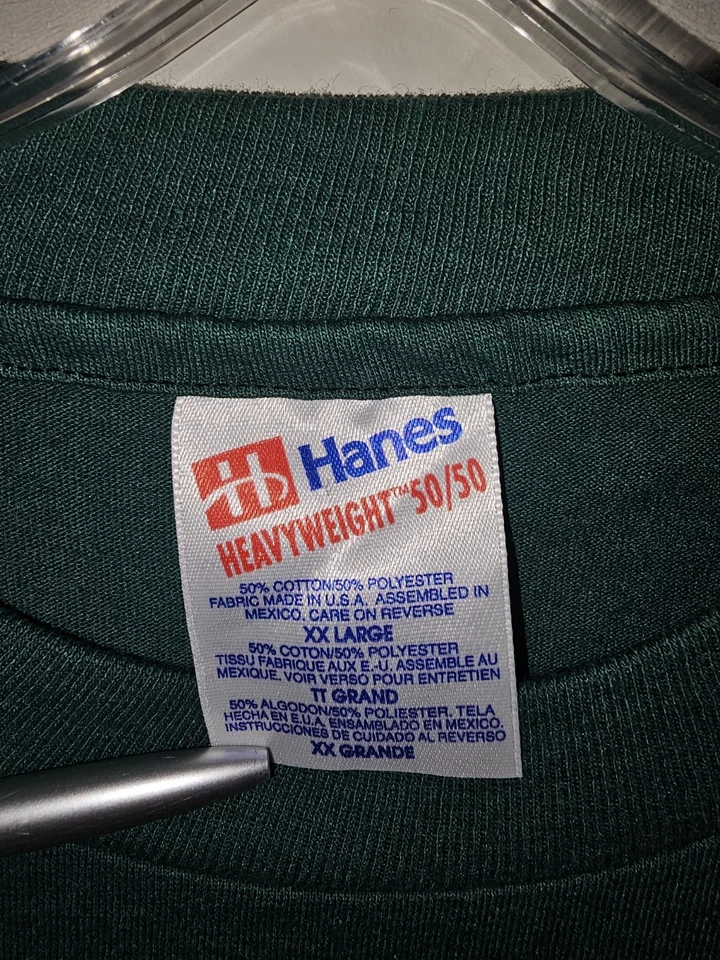 Hanes
HEAVYWEIGHT™ 50/50
50% COTTON/50% POLYESTER
FABRIC MADE IN U.S.A. ASSEMBLED IN
MEXICO. CARE ON REVERSE
XX LARGE
50% COTON/50% POLYESTER
TISSU FABRIQUE AUX E.-U. ASSEMBLE AU
MEXIQUE. VOIR VERSO POUR ENTRETIEN
TT GRAND
50% ALGODON/50% POLIESTER. TELA
HECHA EN E.U.A. ENSAMBLADO EN MEXICO.
INSTRUCCIONES DE CUIDADO AL REVERSO
XX GRANDE